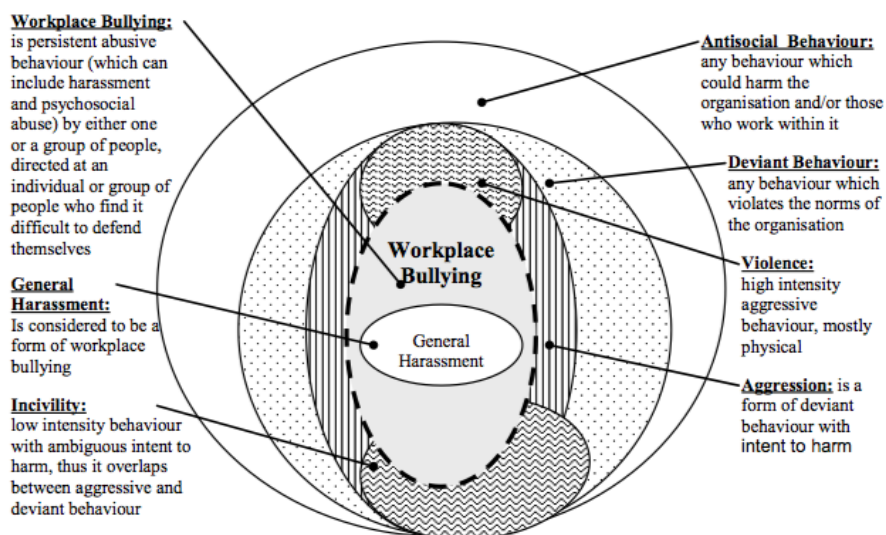 Workplace Bullying:
is persistent abusive
behaviour (which can
include harassment
and psychosocial
abuse) by either one
or a group of people,
directed at an
individual or group of
people who find it
difficult to defend
themselves
General
Harassment:
Is considered to be a
form of workplace
bullying
Incivility:
low intensity behaviour
with ambiguous intent to
harm, thus it overlaps
between aggressive and
deviant behaviour
Workplace
Bullying
General
Harassment
Antisocial Behaviour:
any behaviour which
could harm the
organisation and/or those
who work within it
Deviant Behaviour:
any behaviour which
violates the norms of
the organisation
Violence:
high intensity
aggressive
behaviour, mostly
physical
Aggression: is a
form of deviant
behaviour with
intent to harm